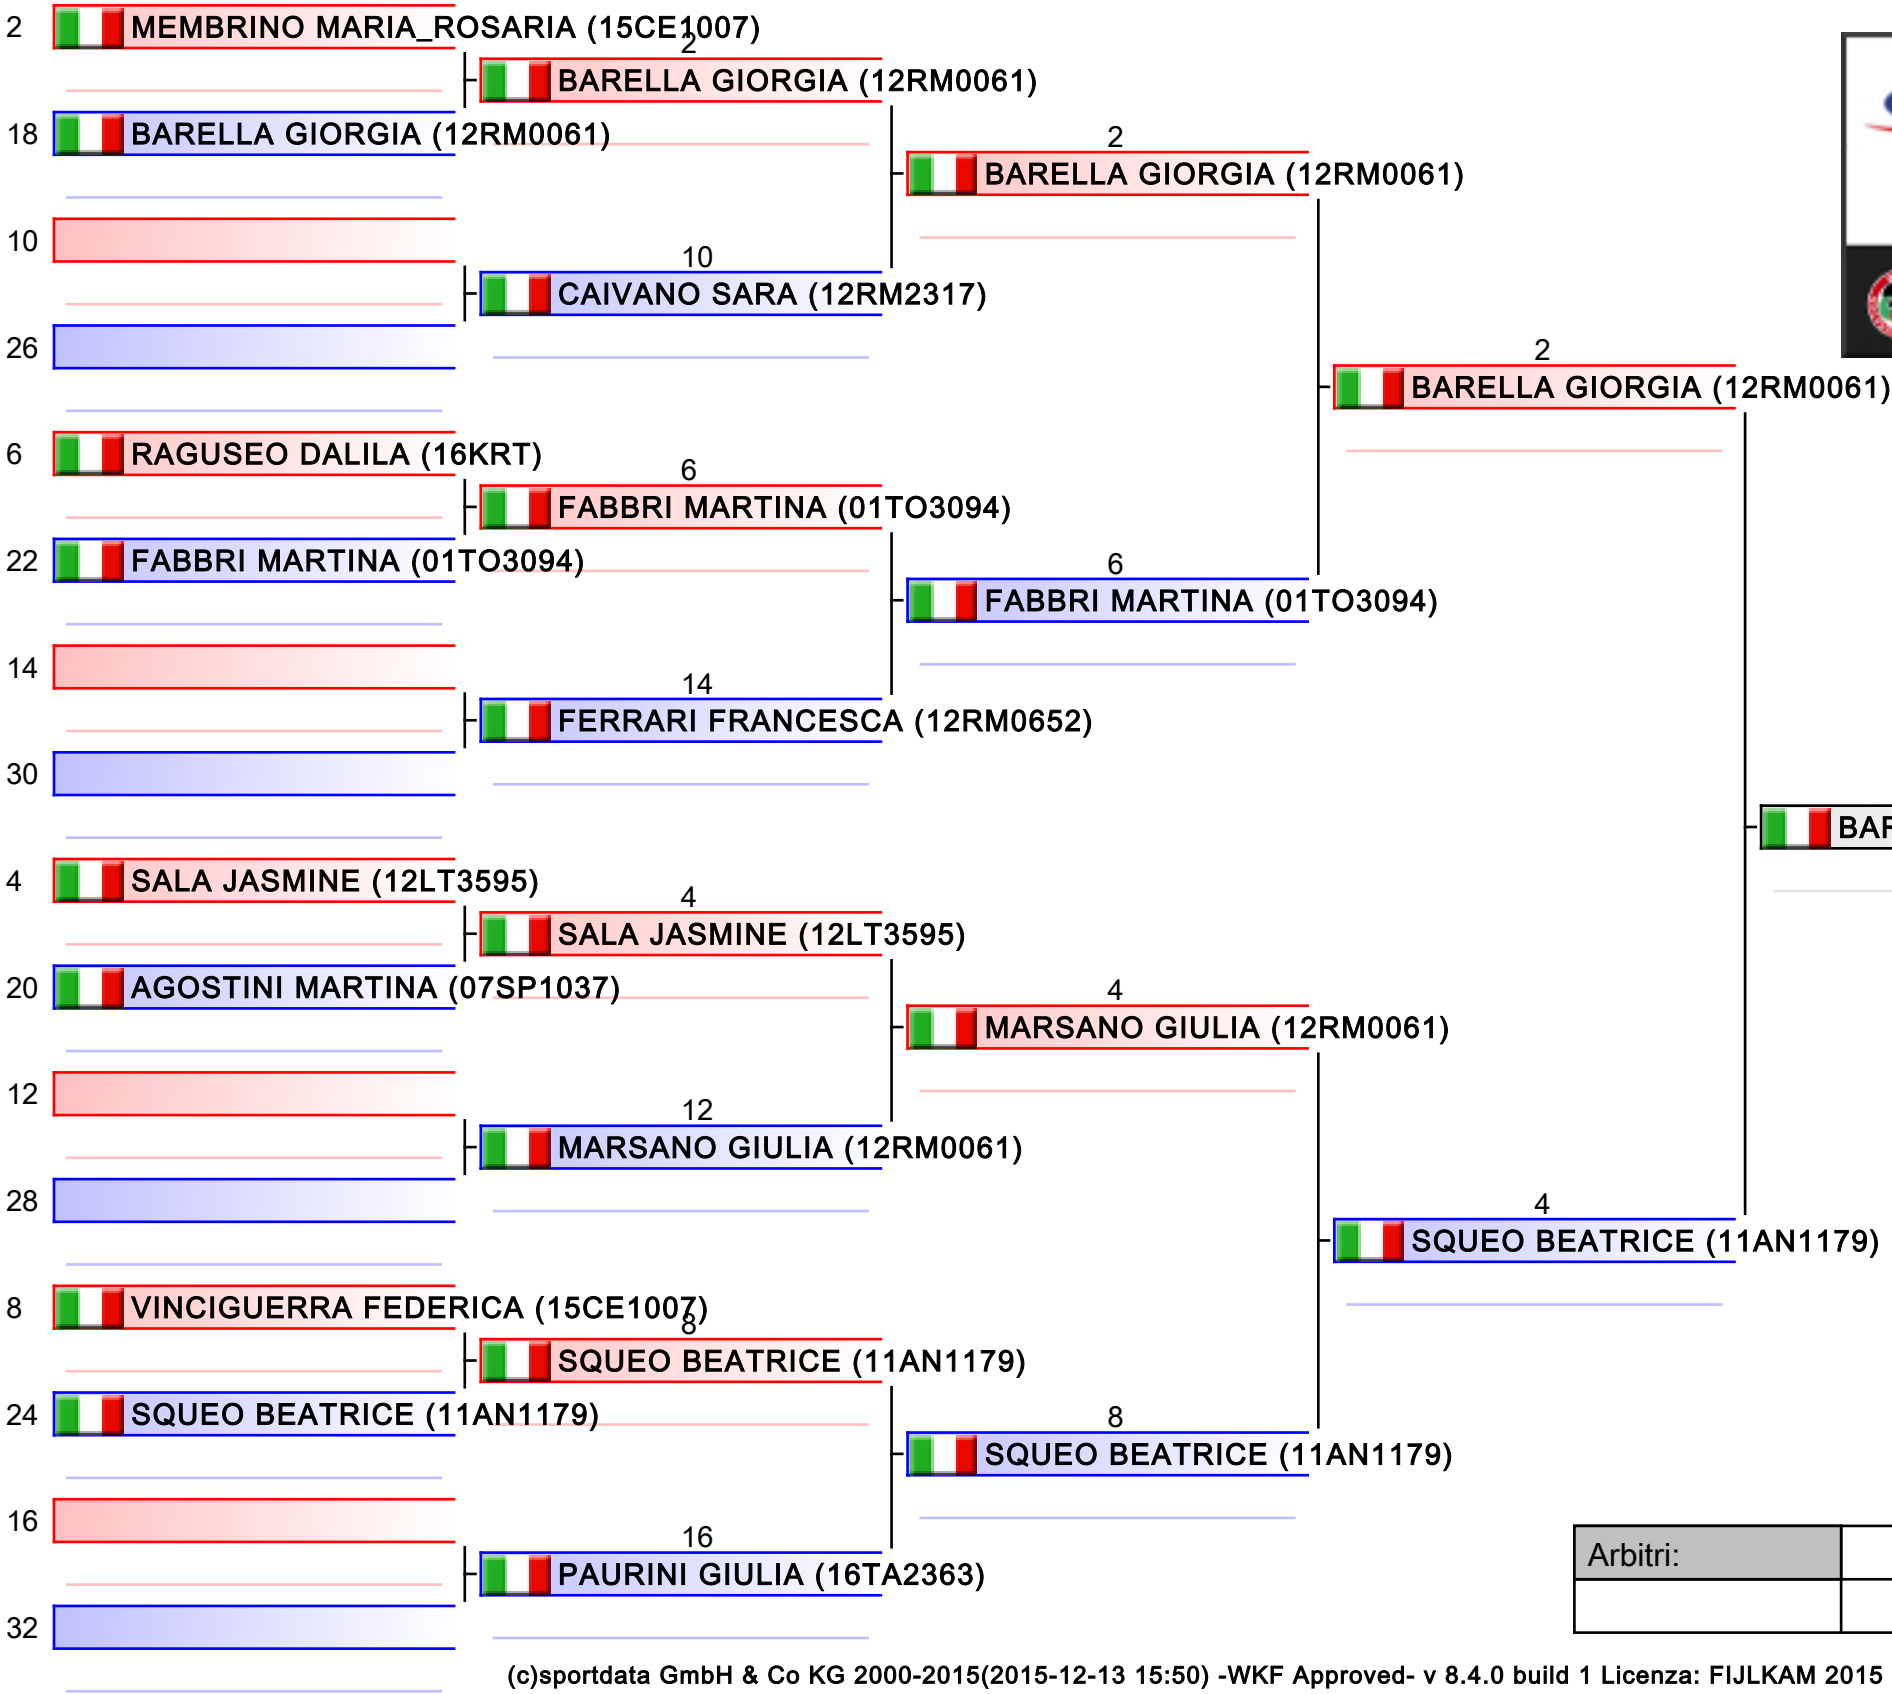 2 MEMBRINO MARIA_ROSARIA (15CE1007)
2
BARELLA GIORGIA (12RM0061)
18 BARELLA GIORGIA (12RM0061)
2
BARELLA GIORGIA (12RM0061)
10
10
CAIVANO SARA (12RM2317)
26
2
BARELLA GIORGIA (12RM0061)
6 RAGUSEO DALILA (16KRT)
6
FABBRI MARTINA (01TO3094)
22 FABBRI MARTINA (01TO3094)
6
FABBRI MARTINA (01TO3094)
14
14
FERRARI FRANCESCA (12RM0652)
30
4 SALA JASMINE (12LT3595)
4
SALA JASMINE (12LT3595)
20 AGOSTINI MARTINA (07SP1037)
4
MARSANO GIULIA (12RM0061)
12
12
MARSANO GIULIA (12RM0061)
28
4
SQUEO BEATRICE (11AN1179)
8 VINCIGUERRA FEDERICA (15CE1007)
8
SQUEO BEATRICE (11AN1179)
24 SQUEO BEATRICE (11AN1179)
8
SQUEO BEATRICE (11AN1179)
16
16
PAURINI GIULIA (16TA2363)
32
Arbitri:
(c)sportdata GmbH & Co KG 2000-2015(2015-12-13 15:50) -WKF Approved- v 8.4.0 build 1 Licenza: FIJLKAM 2015